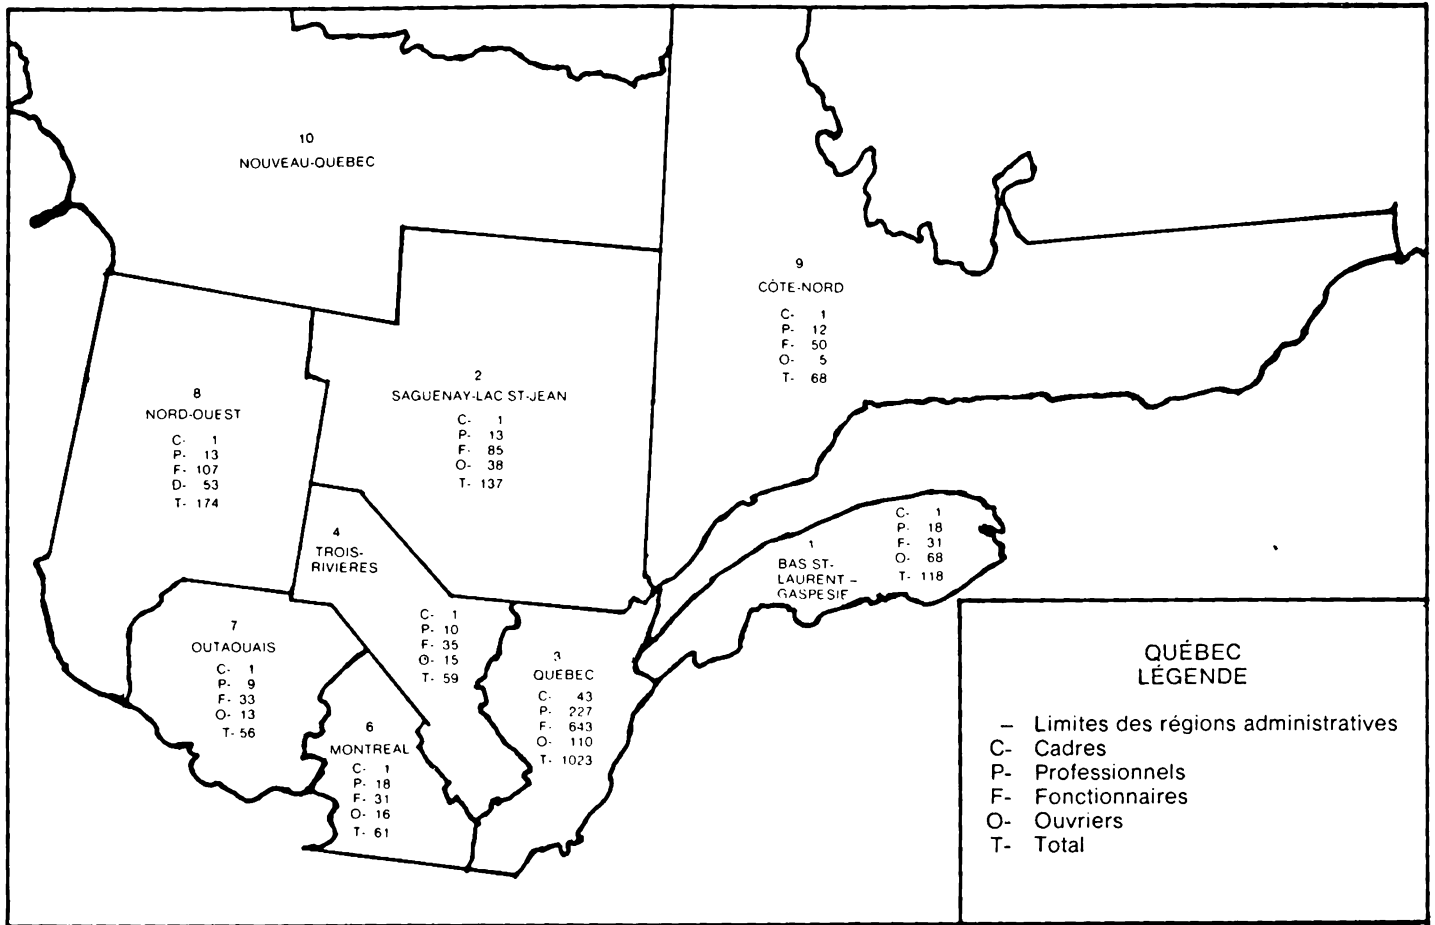 10
NOUVEAU-QUEBEC
9
CÔTE-NORD
C- 1
P- 12
F- 50
O- 5
T- 68
2
SAGUENAY-LAC ST-JEAN
C- 1
P- 13
F- 85
O- 38
T- 137
8
NORD-OUEST
C- 1
P- 13
F- 107
D- 53
T- 174
4
TROIS-
RIVIERES
C- 1
P- 10
F- 35
O- 15
T- 59
1
BAS ST-
LAURENT -
GASPESIE
C- 1
P- 18
F- 31
O- 68
T- 118
7
OUTAOUAIS
C- 1
P- 9
F- 33
O- 13
T- 56
3
QUÉBEC
C- 43
P- 227
F- 643
O- 110
T- 1023
6
MONTREAL
C- 1
P- 18
F- 31
O- 16
T- 61
QUÉBEC
LÉGENDE
– Limites des régions administratives
C- Cadres
P- Professionnels
F- Fonctionnaires
O- Ouvriers
T- Total